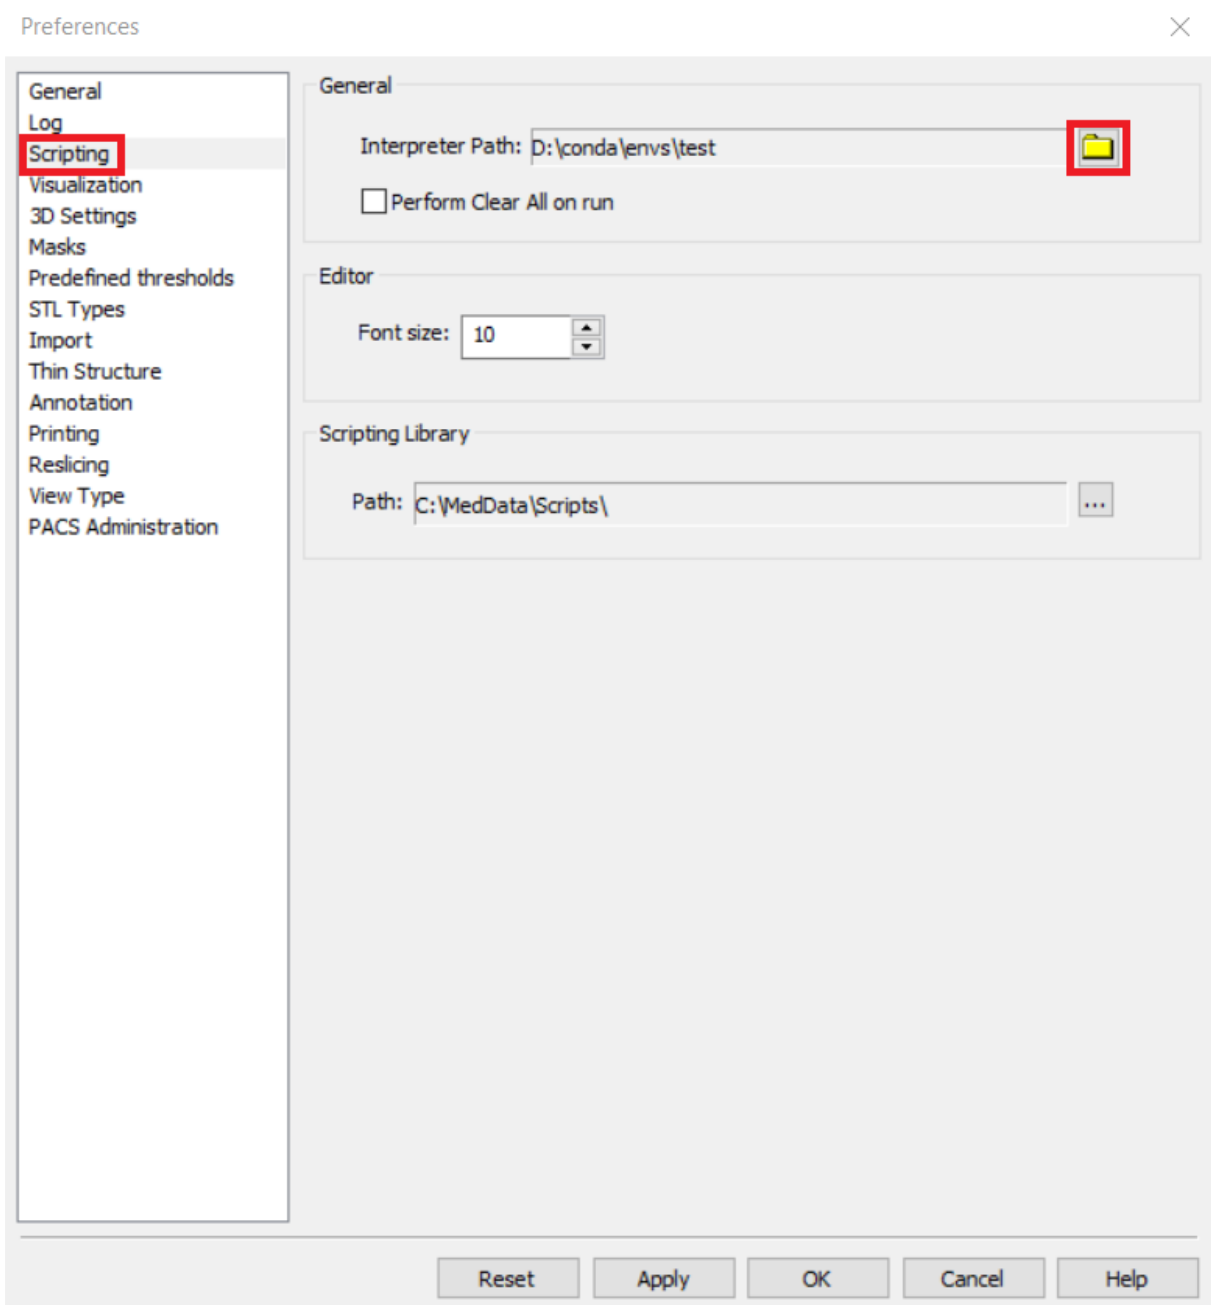 Preferences
General
Log
Scripting
Visualization
3D Settings
Masks
Predefined thresholds
STL Types
Import
Thin Structure
Annotation
Printing
Reslicing
View Type
PACS Administration
General
Interpreter Path: D:\conda\envs\test
Perform Clear All on run
Editor
Font size: 10
Scripting Library
Path: C:\MedData\Scripts\
...
Reset Apply OK Cancel Help